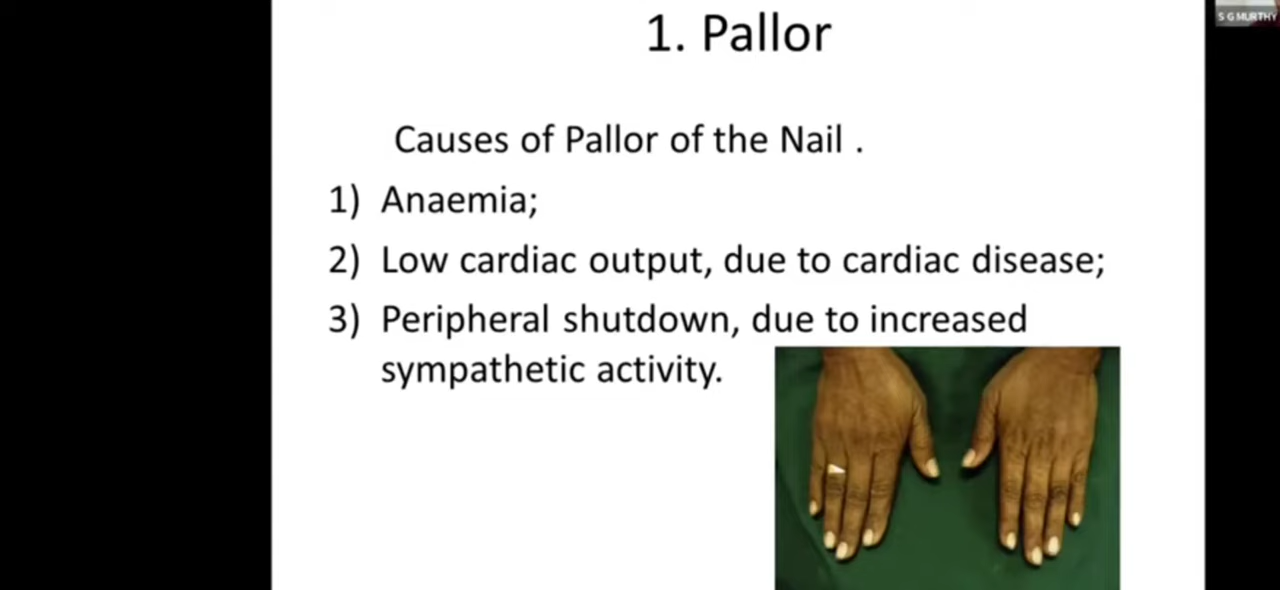 S G MURTHY
1. Pallor
Causes of Pallor of the Nail .
1) Anaemia;
2) Low cardiac output, due to cardiac disease;
3) Peripheral shutdown, due to increased
sympathetic activity.